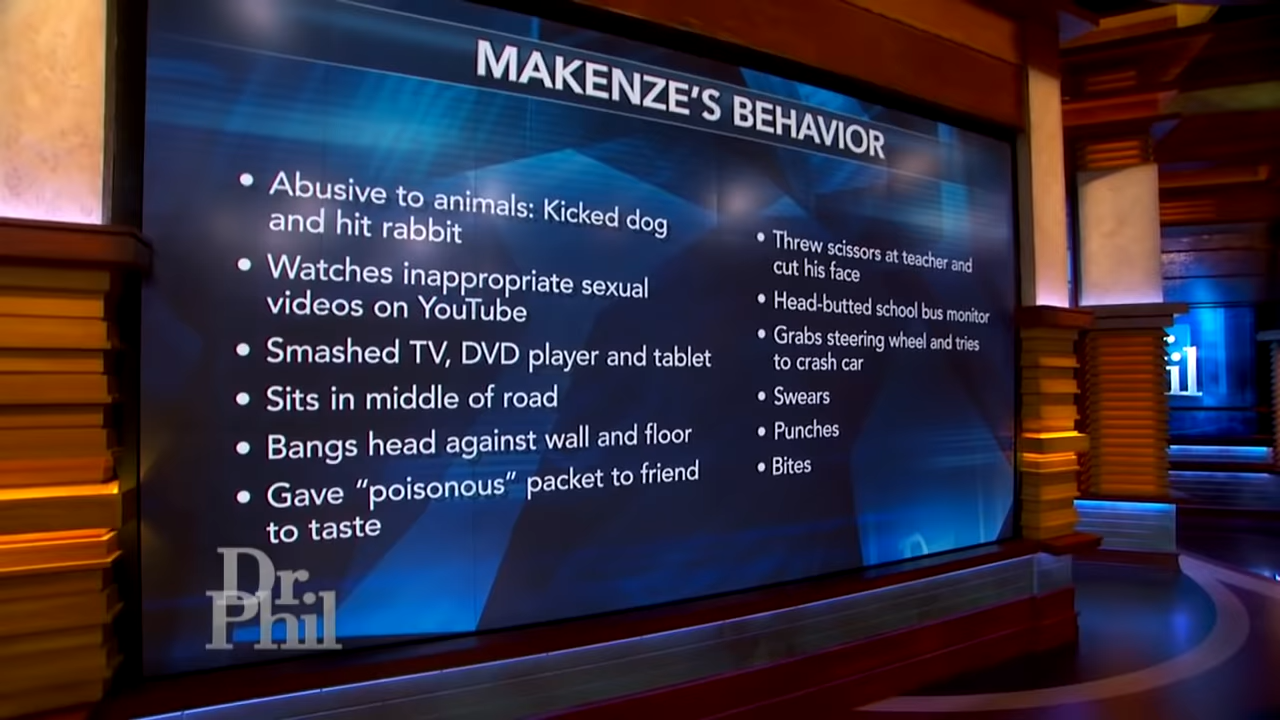 MAKENZE'S BEHAVIOR
• Abusive to animals: Kicked dog
and hit rabbit
• Watches inappropriate sexual
videos on YouTube
• Smashed TV, DVD player and tablet
• Sits in middle of road
• Bangs head against wall and floor
• Gave “poisonous” packet to friend
to taste
• Threw scissors at teacher and
cut his face
• Head-butted school bus monitor
• Grabs steering wheel and tries
to crash car
• Swears
• Punches
• Bites
Dr.
Phil
il